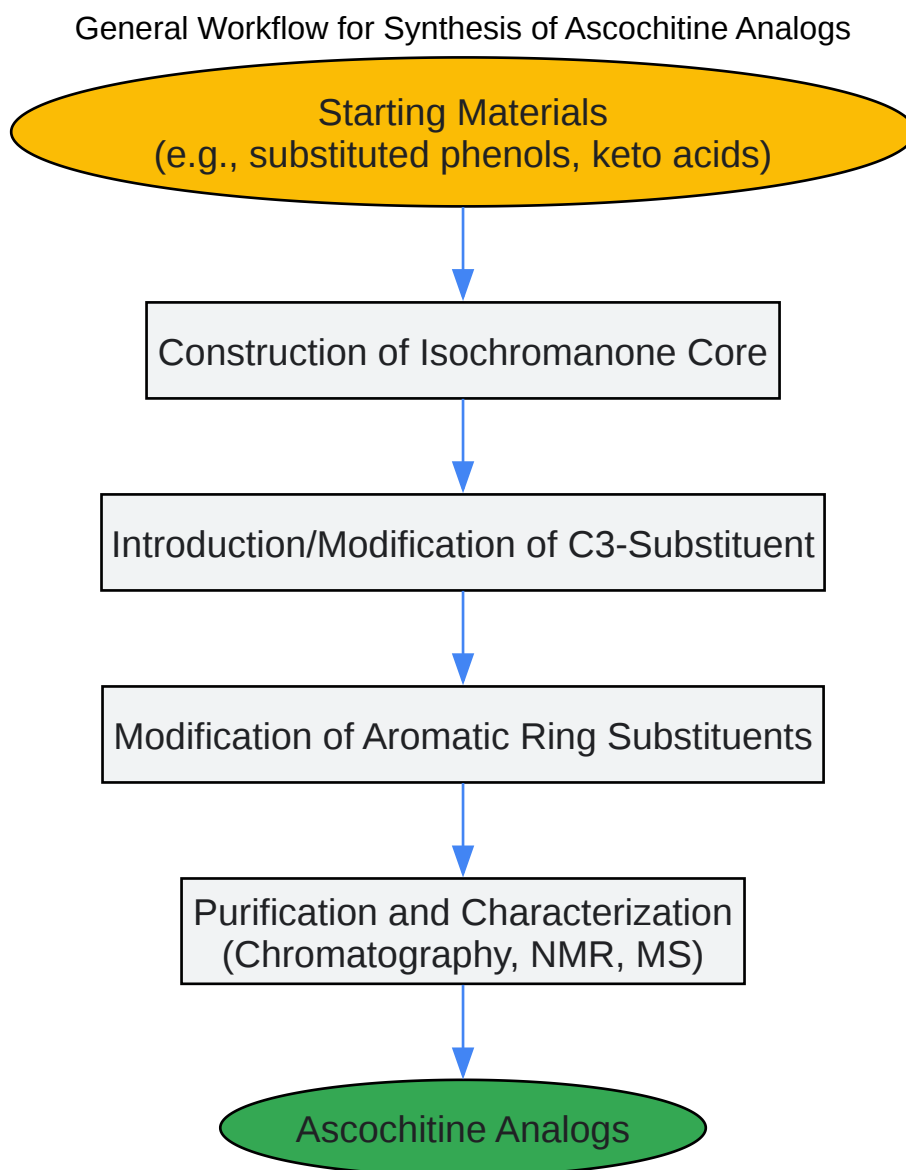 General Workflow for Synthesis of Ascochitine Analogs
Starting Materials
(e.g., substituted phenols, keto acids)
Construction of Isochromanone Core
Introduction/Modification of C3-Substituent
Modification of Aromatic Ring Substituents
Purification and Characterization
(Chromatography, NMR, MS)
Ascochitine Analogs